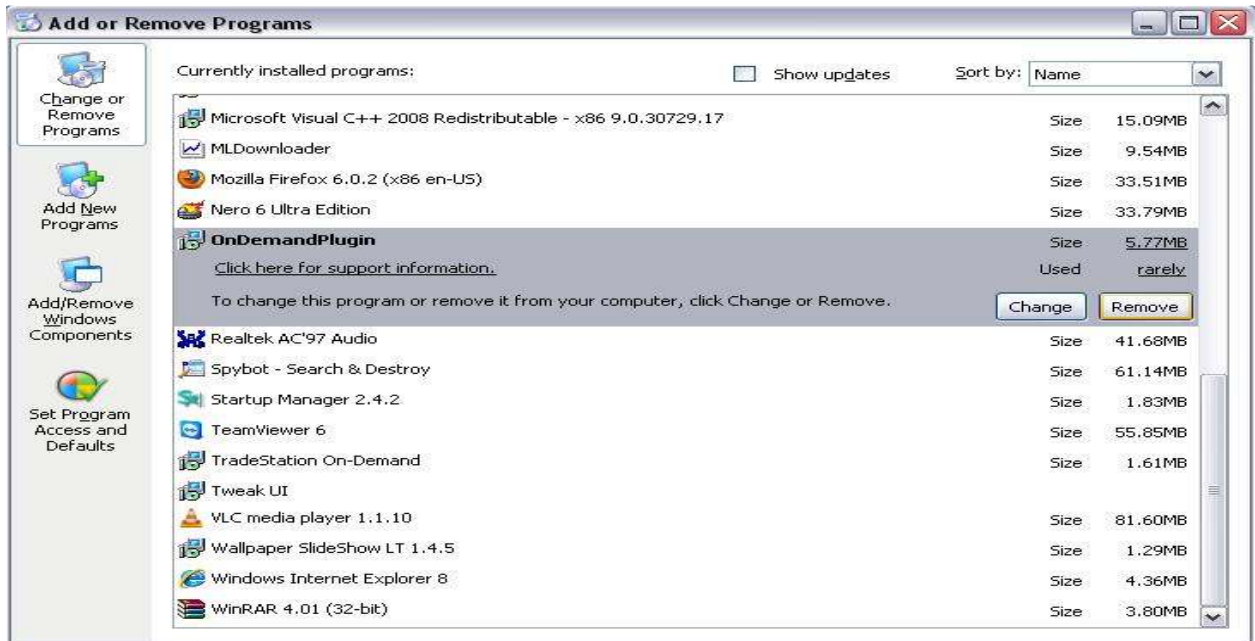 Add or Remove Programs
Change or
Remove
Programs
Add New
Programs
Add/Remove
Windows
Components
Set Program
Access and
Defaults
Currently installed programs:
Show updates
Sort by: Name
Microsoft Visual C++ 2008 Redistributable - x86 9.0.30729.17 Size 15.09MB
MLDownloader Size 9.54MB
Mozilla Firefox 6.0.2 (x86 en-US) Size 33.51MB
Nero 6 Ultra Edition Size 33.79MB
OnDemandPlugin Size 5.77MB
Click here for support information. Used rarely
To change this program or remove it from your computer, click Change or Remove. Change Remove
Realtek AC'97 Audio Size 41.68MB
Spybot - Search & Destroy Size 61.14MB
Startup Manager 2.4.2 Size 1.83MB
TeamViewer 6 Size 55.85MB
TradeStation On-Demand Size 1.61MB
Tweak UI
VLC media player 1.1.10 Size 81.60MB
Wallpaper SlideShow LT 1.4.5 Size 1.29MB
Windows Internet Explorer 8 Size 4.36MB
WinRAR 4.01 (32-bit) Size 3.80MB